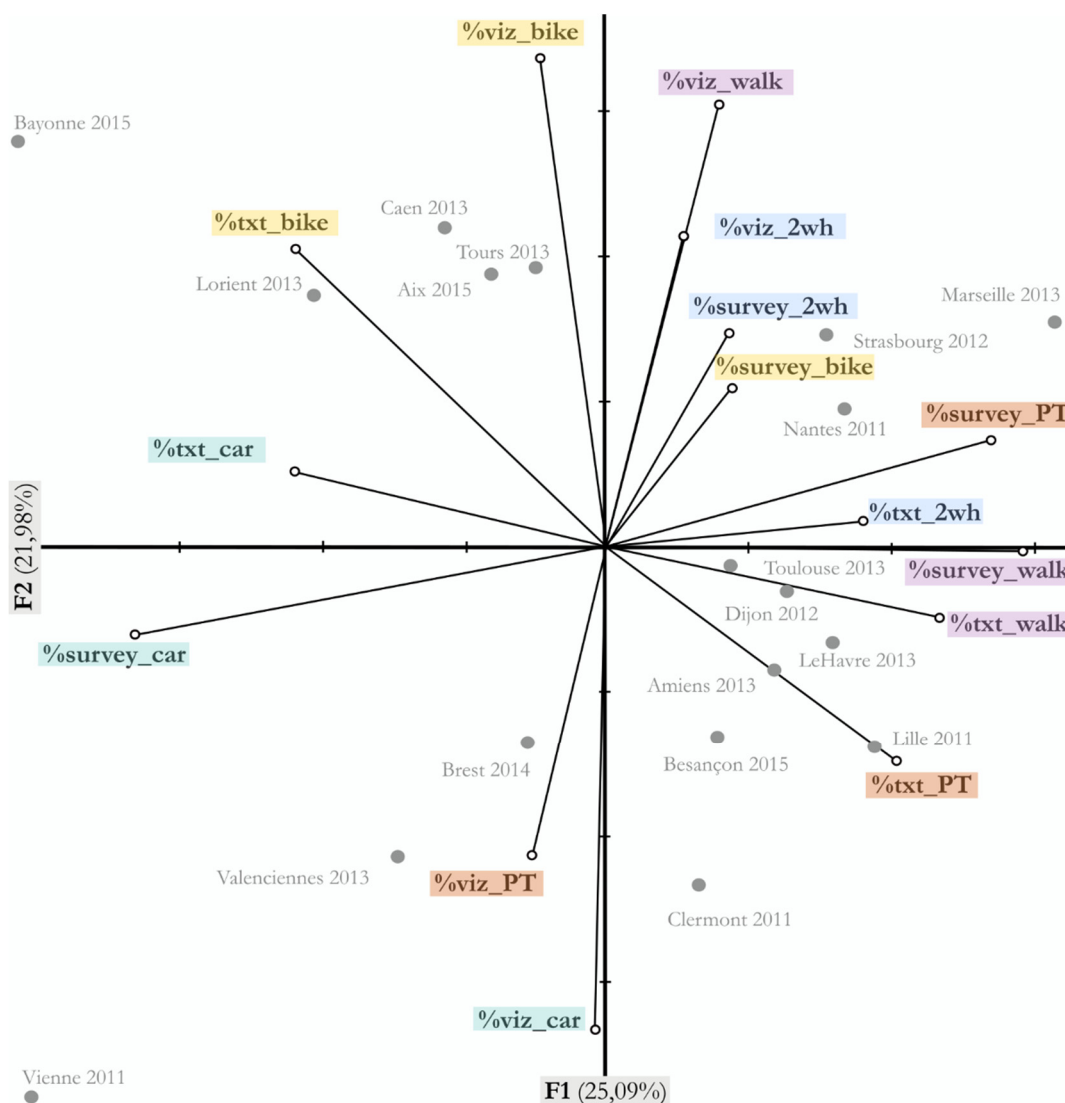 %viz_bike
%viz_walk
Bayonne 2015
Caen 2013
%txt_bike
%viz_2wh
Tours 2013
Aix 2015
Lorient 2013
Marseille 2013
%survey_2wh
Strasbourg 2012
%survey_bike
%survey_PT
Nantes 2011
%txt_car
%txt_2wh
F2 (21,98%)
Toulouse 2013
%survey_walk
Dijon 2012
%txt_walk
%survey_car
LeHavre 2013
Amiens 2013
Lille 2011
Brest 2014
Besançon 2015
%txt_PT
Valenciennes 2013
%viz_PT
Clermont 2011
%viz_car
Vienne 2011
F1 (25,09%)